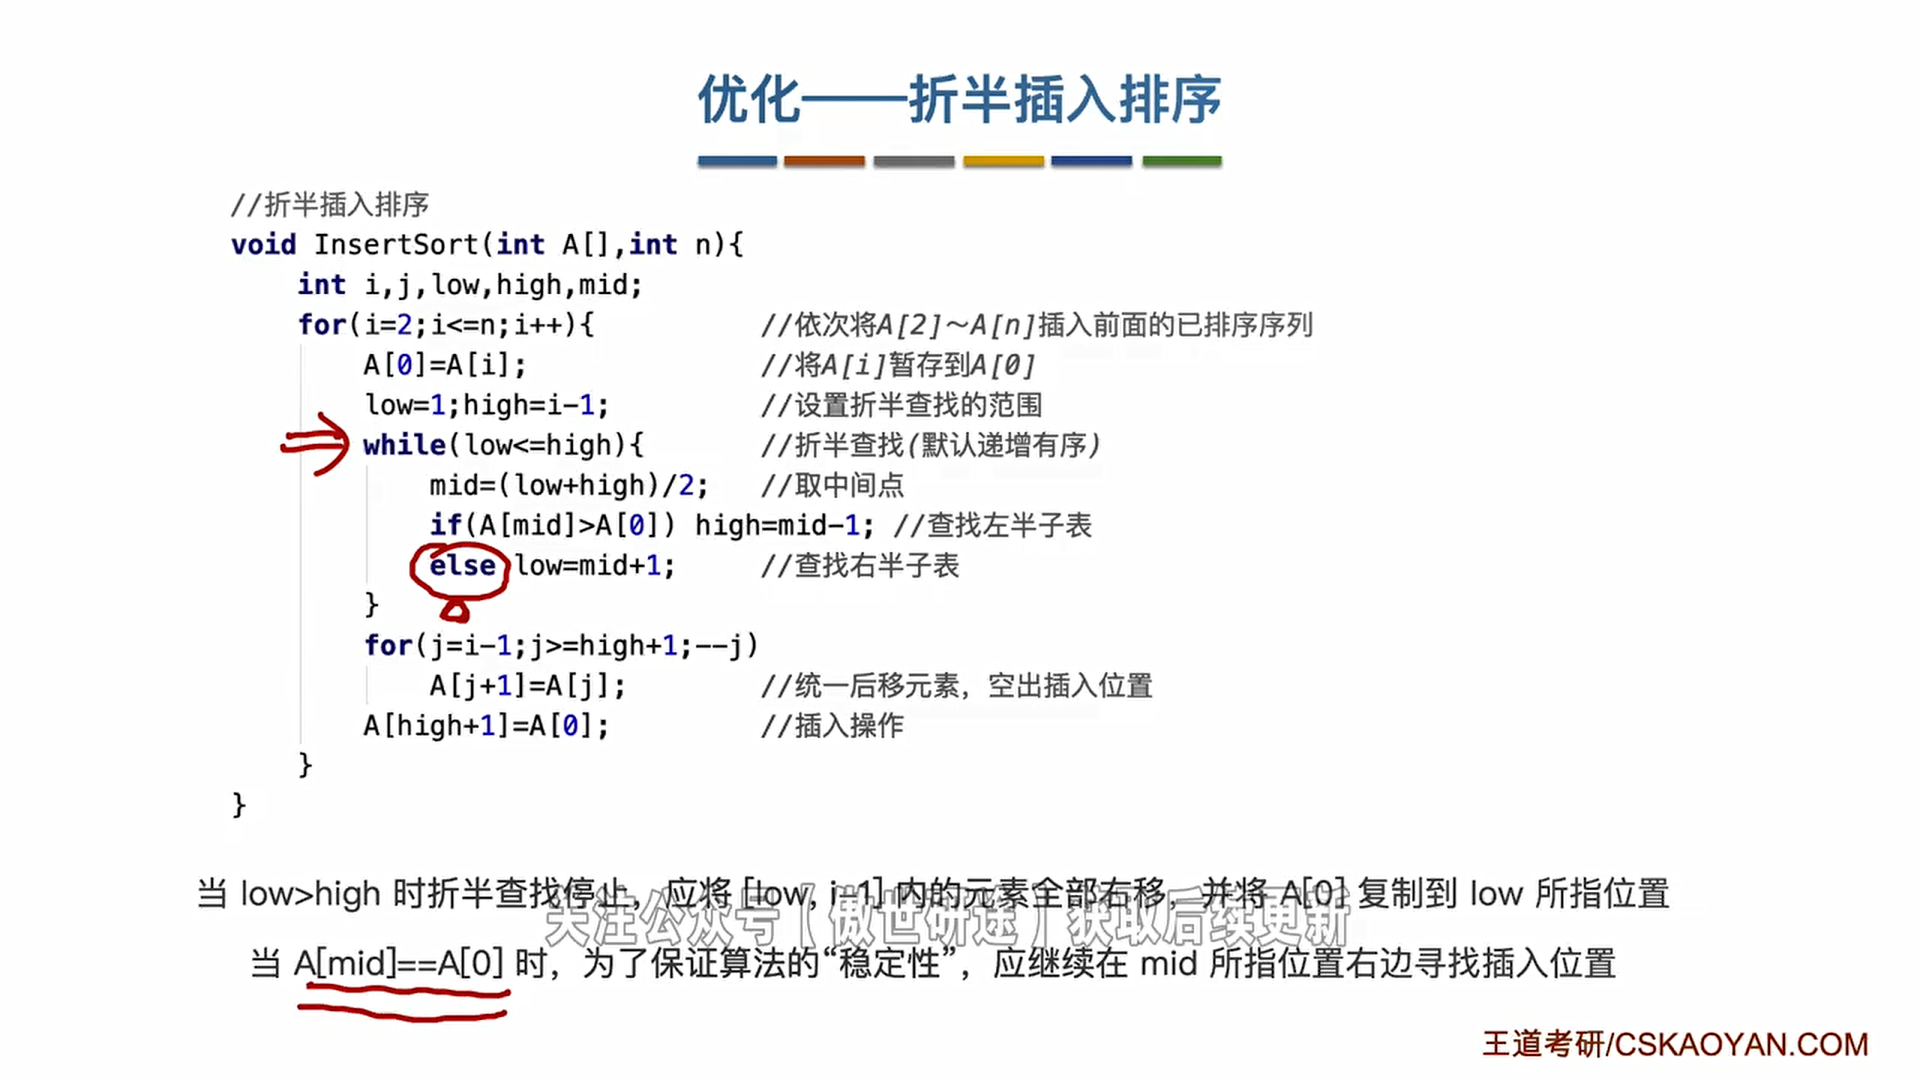 优化——折半插入排序
//折半插入排序
void InsertSort(int A[],int n){
int i,j,low,high,mid;
for(i=2;i<=n;i++){ //依次将A[2]～A[n]插入前面的已排序序列
A[0]=A[i]; //将A[i]暂存到A[0]
low=1;high=i-1; //设置折半查找的范围
while(low<=high){ //折半查找(默认递增有序)
mid=(low+high)/2; //取中间点
if(A[mid]>A[0]) high=mid-1; //查找左半子表
else low=mid+1; //查找右半子表
}
for(j=i-1;j>=high+1;--j)
A[j+1]=A[j]; //统一后移元素，空出插入位置
A[high+1]=A[0]; //插入操作
}
}
当 low>high 时折半查找停止，应将 [low, i-1] 内的元素全部右移，并将 A[0] 复制到 low 所指位置
关注公众号【傲世研途】获取后续更新
当 A[mid]==A[0] 时，为了保证算法的“稳定性”，应继续在 mid 所指位置右边寻找插入位置
王道考研/CSKAOYAN.COM